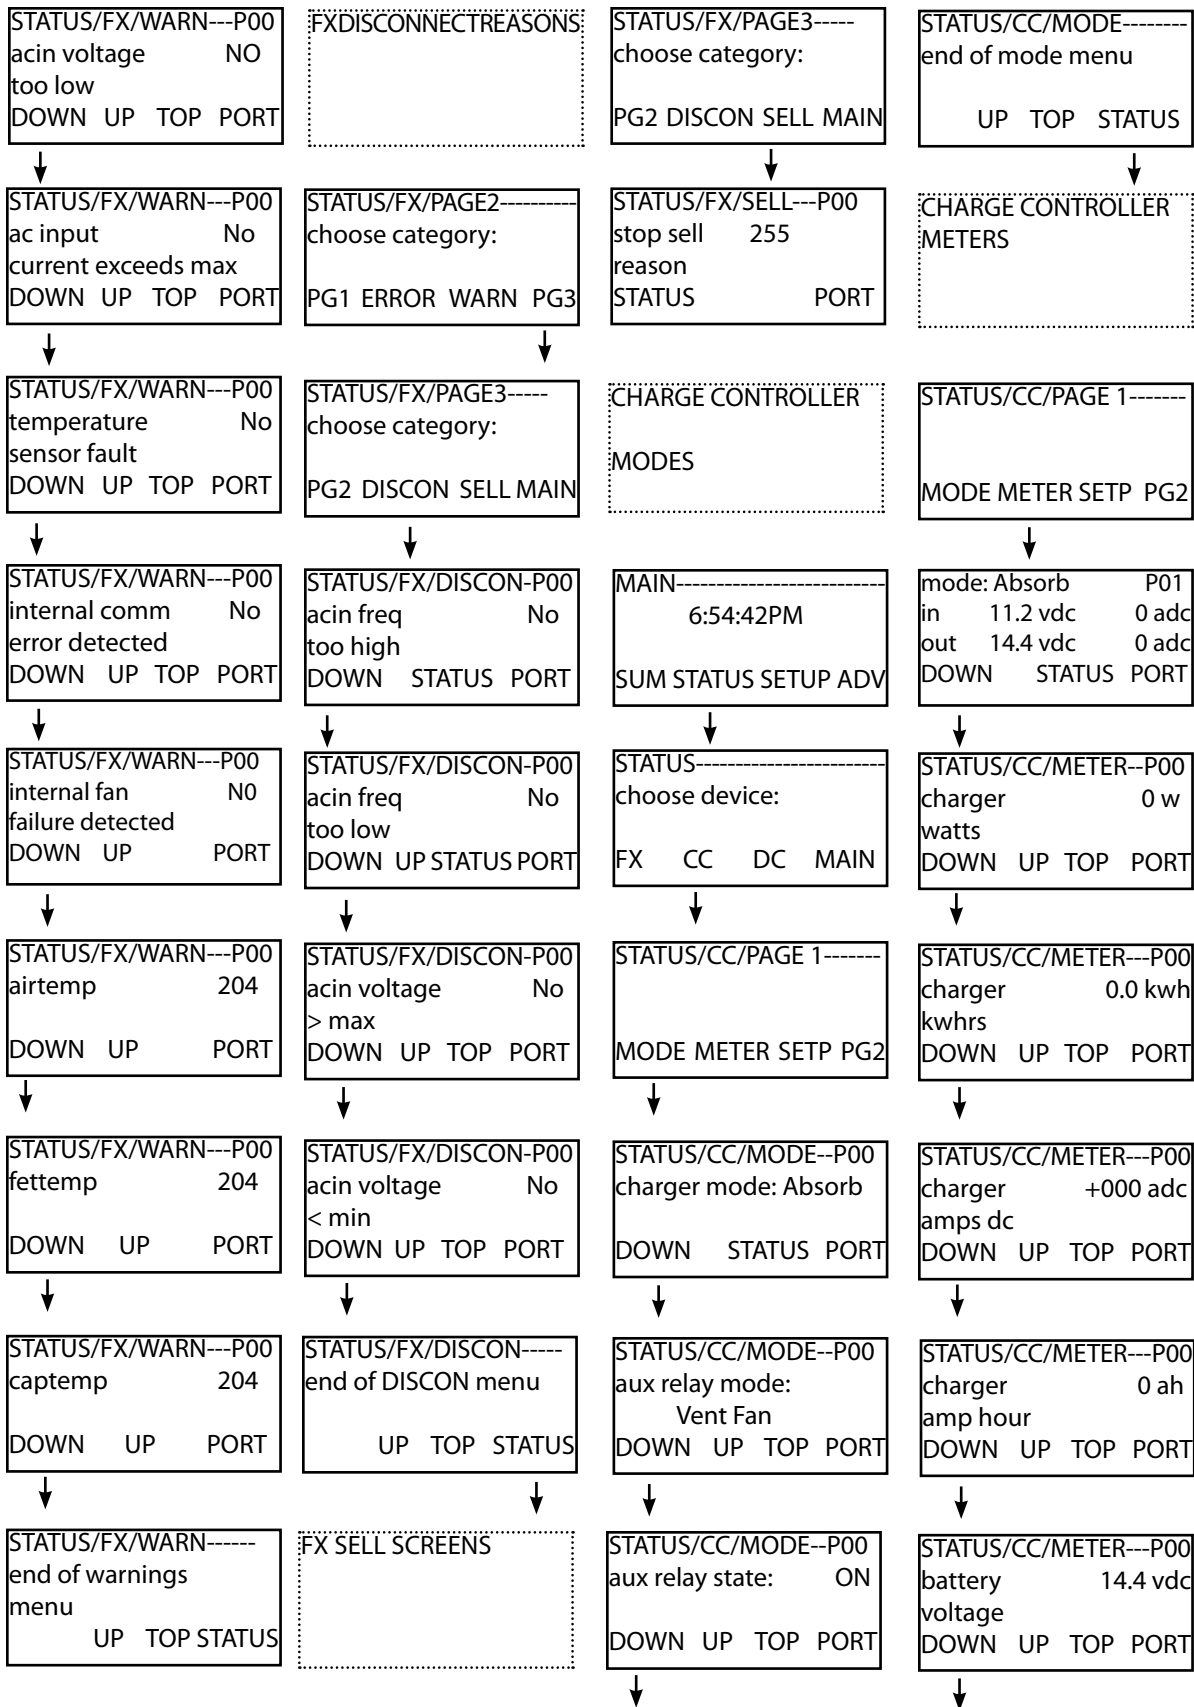 STATUS/FX/WARN---P00
acin voltage NO
too low
DOWN UP TOP PORT
STATUS/FX/WARN---P00
ac input No
current exceeds max
DOWN UP TOP PORT
STATUS/FX/WARN---P00
temperature No
sensor fault
DOWN UP TOP PORT
STATUS/FX/WARN---P00
internal comm No
error detected
DOWN UP TOP PORT
STATUS/FX/WARN---P00
internal fan N0
failure detected
DOWN UP PORT
STATUS/FX/WARN---P00
airtemp 204
DOWN UP PORT
STATUS/FX/WARN---P00
fettemp 204
DOWN UP PORT
STATUS/FX/WARN---P00
captemp 204
DOWN UP PORT
STATUS/FX/WARN------
end of warnings
menu
UP TOP STATUS
FXDISCONNECTREASONS
STATUS/FX/PAGE2----------
choose category:
PG1 ERROR WARN PG3
STATUS/FX/PAGE3-----
choose category:
PG2 DISCON SELL MAIN
STATUS/FX/DISCON-P00
acin freq No
too high
DOWN STATUS PORT
STATUS/FX/DISCON-P00
acin freq No
too low
DOWN UP STATUS PORT
STATUS/FX/DISCON-P00
acin voltage No
> max
DOWN UP TOP PORT
STATUS/FX/DISCON-P00
acin voltage No
< min
DOWN UP TOP PORT
STATUS/FX/DISCON-----
end of DISCON menu
UP TOP STATUS
FX SELL SCREENS
STATUS/FX/PAGE3-----
choose category:
PG2 DISCON SELL MAIN
STATUS/FX/SELL---P00
stop sell 255
reason
STATUS PORT
CHARGE CONTROLLER
MODES
MAIN--------------------------
6:54:42PM
SUM STATUS SETUP ADV
STATUS------------------------
choose device:
FX CC DC MAIN
STATUS/CC/PAGE 1-------
MODE METER SETP PG2
STATUS/CC/MODE--P00
charger mode: Absorb
DOWN STATUS PORT
STATUS/CC/MODE--P00
aux relay mode:
Vent Fan
DOWN UP TOP PORT
STATUS/CC/MODE--P00
aux relay state: ON
DOWN UP TOP PORT
STATUS/CC/MODE--------
end of mode menu
UP TOP STATUS
CHARGE CONTROLLER
METERS
STATUS/CC/PAGE 1-------
MODE METER SETP PG2
mode: Absorb P01
in 11.2 vdc 0 adc
out 14.4 vdc 0 adc
DOWN STATUS PORT
STATUS/CC/METER--P00
charger 0 w
watts
DOWN UP TOP PORT
STATUS/CC/METER---P00
charger 0.0 kwh
kwhrs
DOWN UP TOP PORT
STATUS/CC/METER---P00
charger +000 adc
amps dc
DOWN UP TOP PORT
STATUS/CC/METER---P00
charger 0 ah
amp hour
DOWN UP TOP PORT
STATUS/CC/METER---P00
battery 14.4 vdc
voltage
DOWN UP TOP PORT